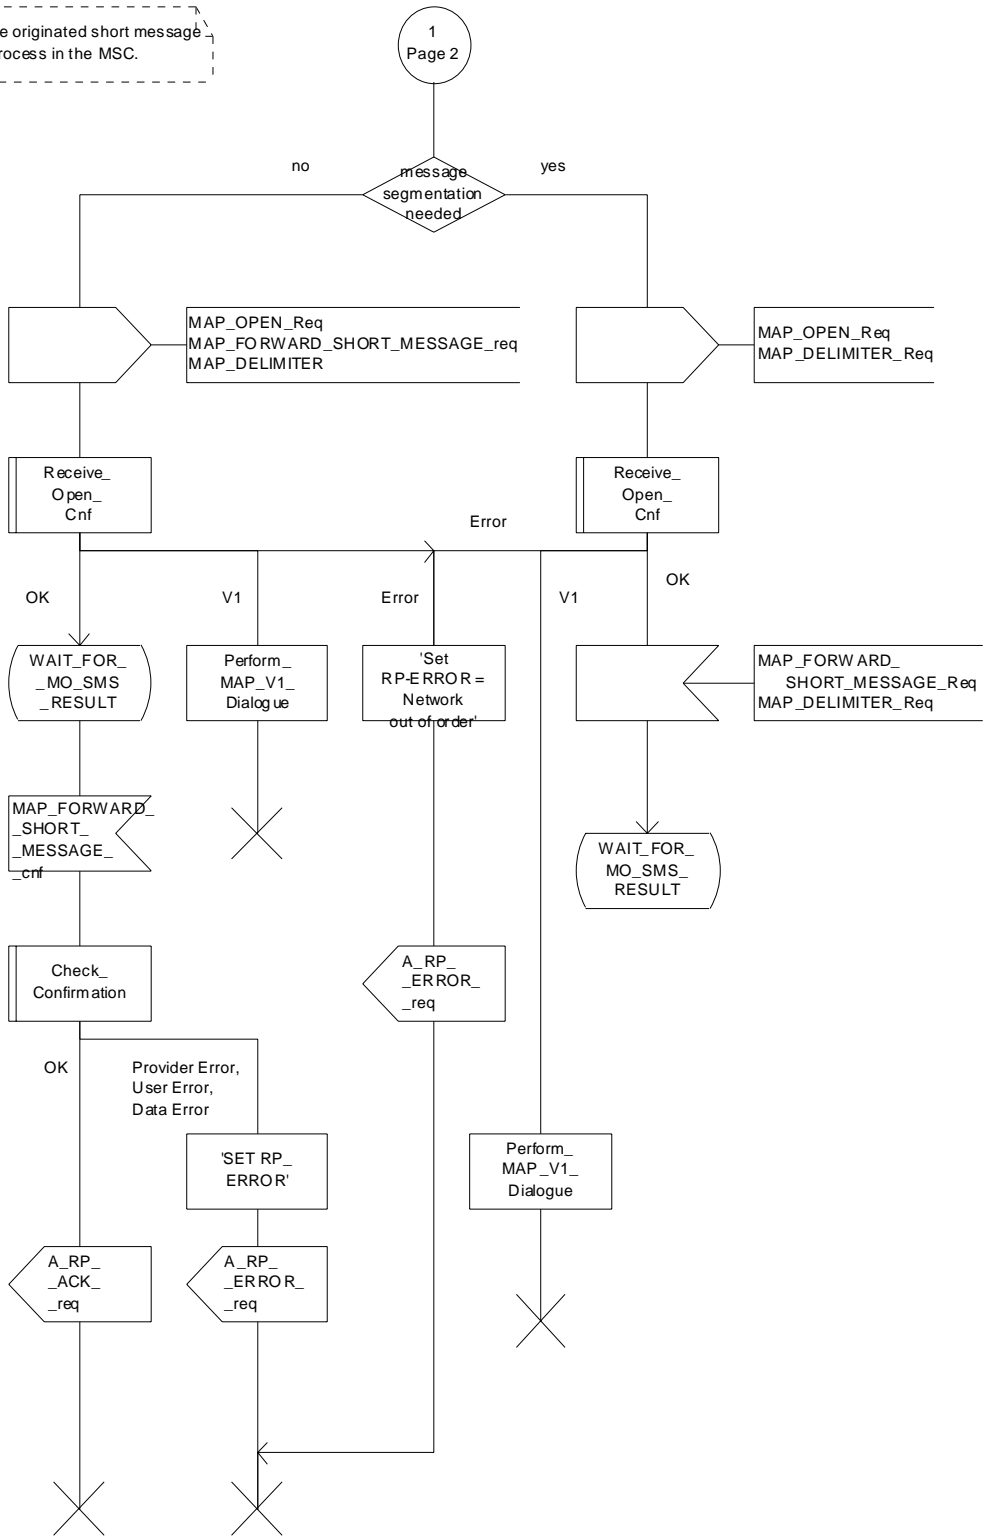 e originated short message
rocess in the MSC.
1
Page 2
no
yes
message
segmentation
needed
MAP_OPEN_Req
MAP_FORWARD_SHORT_MESSAGE_req
MAP_DELIMITER
MAP_OPEN_Req
MAP_DELIMITER_Req
Receive_
Open_
Cnf
Receive_
Open_
Cnf
Error
OK
V1
Error
V1
OK
WAIT_FOR_
_MO_SMS
_RESULT
Perform_
MAP_V1_
Dialogue
'Set
RP-ERROR =
Network
out of order'
MAP_FORWARD_
SHORT_MESSAGE_Req
MAP_DELIMITER_Req
MAP_FORWARD_
_SHORT_
_MESSAGE_
_cnf
WAIT_FOR_
MO_SMS_
RESULT
Check_
Confirmation
A_RP_
_ERROR_
_req
OK
Provider Error,
User Error,
Data Error
'SET RP_
ERROR'
Perform_
MAP_V1_
Dialogue
A_RP_
_ACK_
_req
A_RP_
_ERROR_
_req